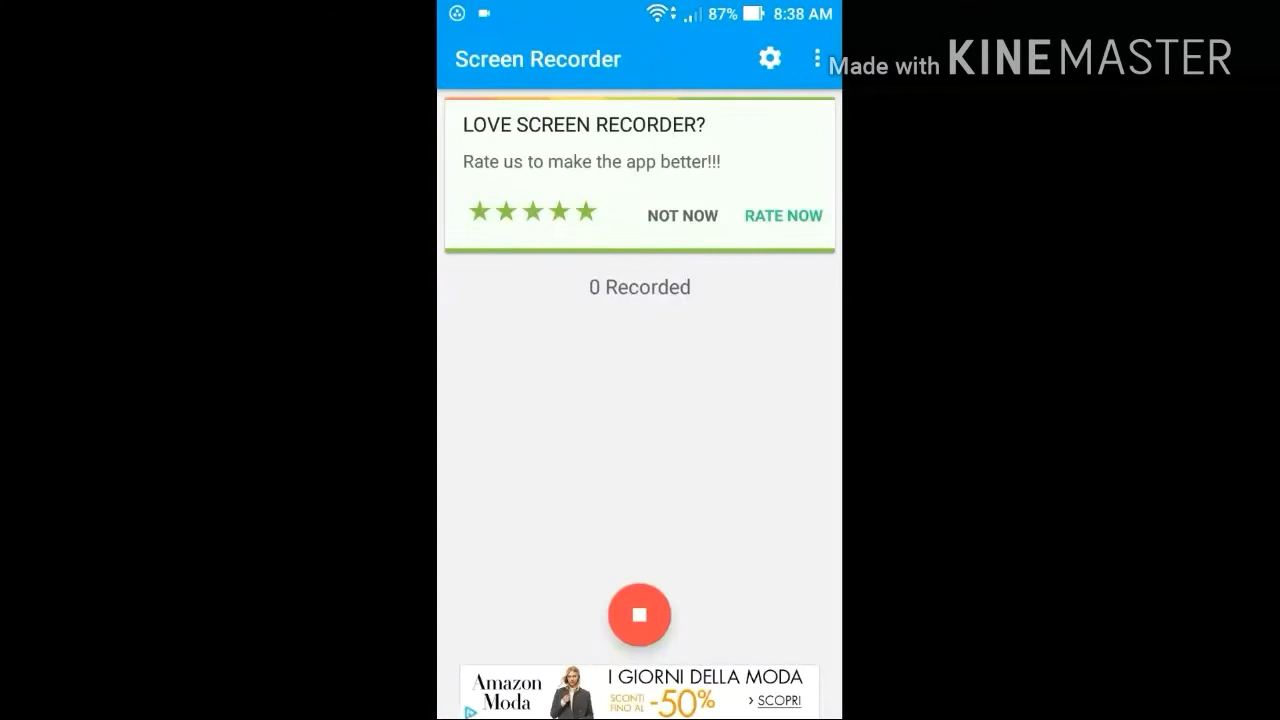 87% 8:38 AM
Screen Recorder
Made with KINEMASTER
LOVE SCREEN RECORDER?
Rate us to make the app better!!!
NOT NOW RATE NOW
0 Recorded
Amazon Moda
I GIORNI DELLA MODA
SCONTI FINO AL -50% > SCOPRI